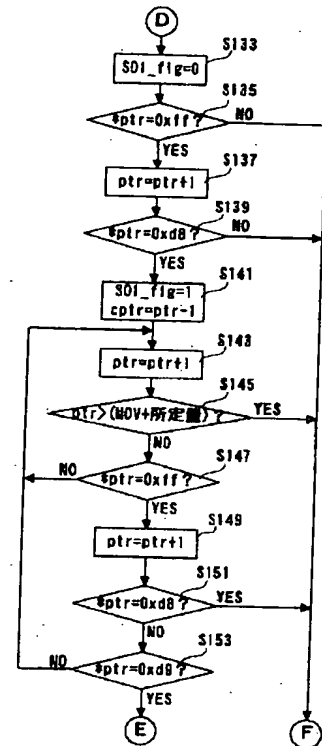 D
S133
SOI_flg=0
S135
*ptr=0xff?
NO
YES
S137
ptr=ptr+1
S139
*ptr=0xd8?
NO
YES
S141
SOI_flg=1
cptr=ptr-1
S143
ptr=ptr+1
S145
ptr>(MOV+所定量)?
YES
NO
S147
NO
*ptr=0xff?
YES
S149
ptr=ptr+1
S151
*ptr=0xd8?
YES
NO
S153
NO
*ptr=0xd9?
YES
E
F